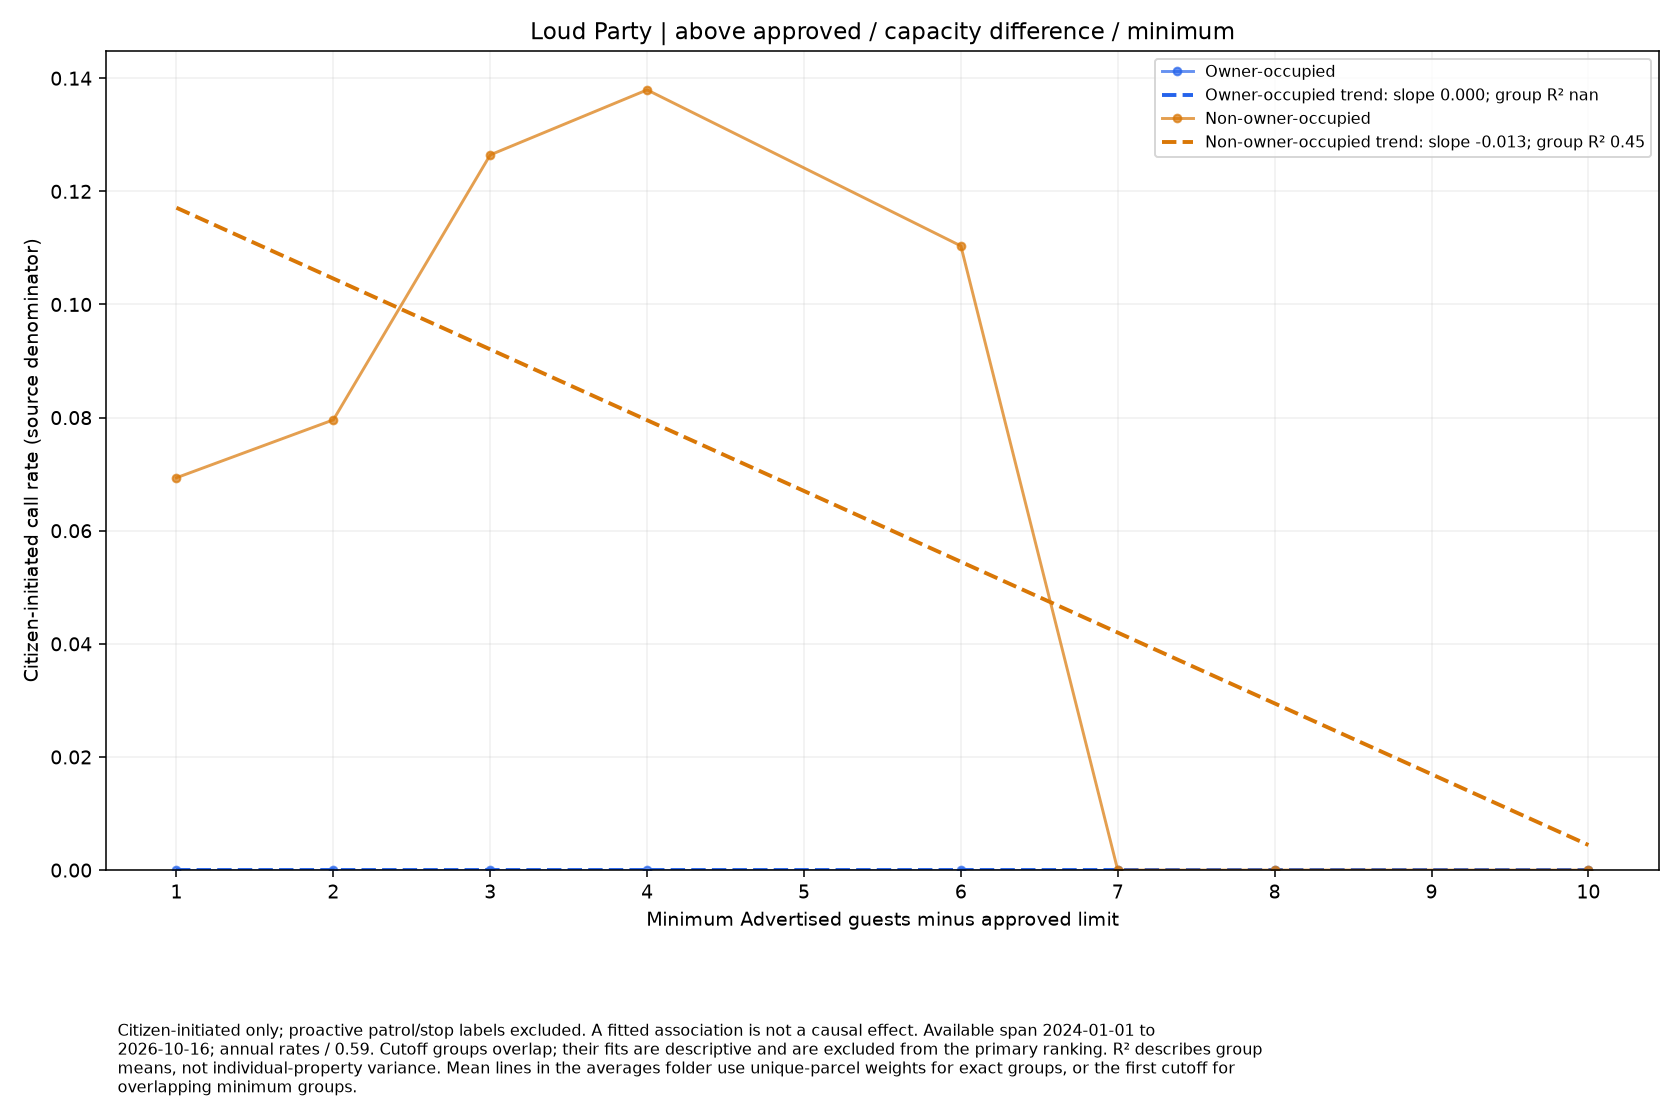 Loud Party | above approved / capacity difference / minimum
Owner-occupied
Owner-occupied trend: slope 0.000; group R² nan
Non-owner-occupied
Non-owner-occupied trend: slope -0.013; group R² 0.45
Citizen-initiated call rate (source denominator)
0.14
0.12
0.10
0.08
0.06
0.04
0.02
0.00
1 2 3 4 5 6 7 8 9 10
Minimum Advertised guests minus approved limit
Citizen-initiated only; proactive patrol/stop labels excluded. A fitted association is not a causal effect. Available span 2024-01-01 to
2026-10-16; annual rates / 0.59. Cutoff groups overlap; their fits are descriptive and are excluded from the primary ranking. R² describes group
means, not individual-property variance. Mean lines in the averages folder use unique-parcel weights for exact groups, or the first cutoff for
overlapping minimum groups.